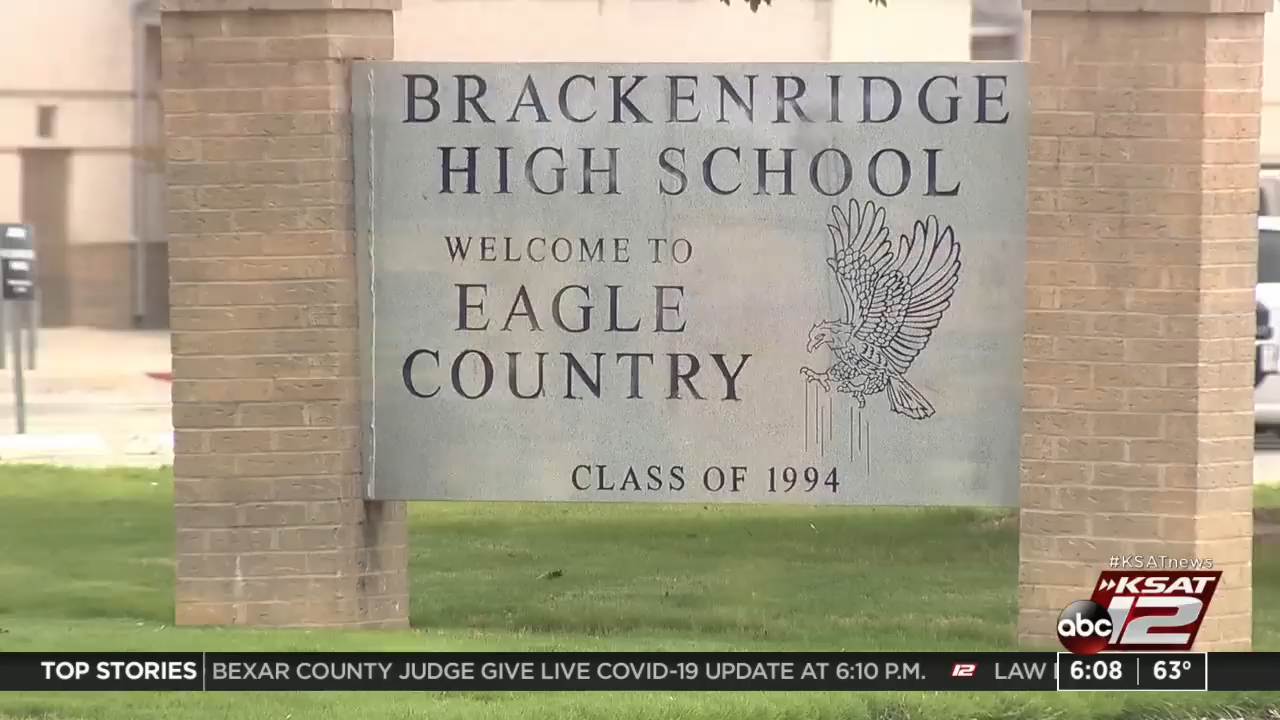 BRACKENRIDGE
HIGH SCHOOL
WELCOME TO
EAGLE
COUNTRY
CLASS OF 1994
#KSATnews
KSAT
abc 12
TOP STORIES BEXAR COUNTY JUDGE GIVE LIVE COVID-19 UPDATE AT 6:10 P.M. 12 LAW 6:08 63°